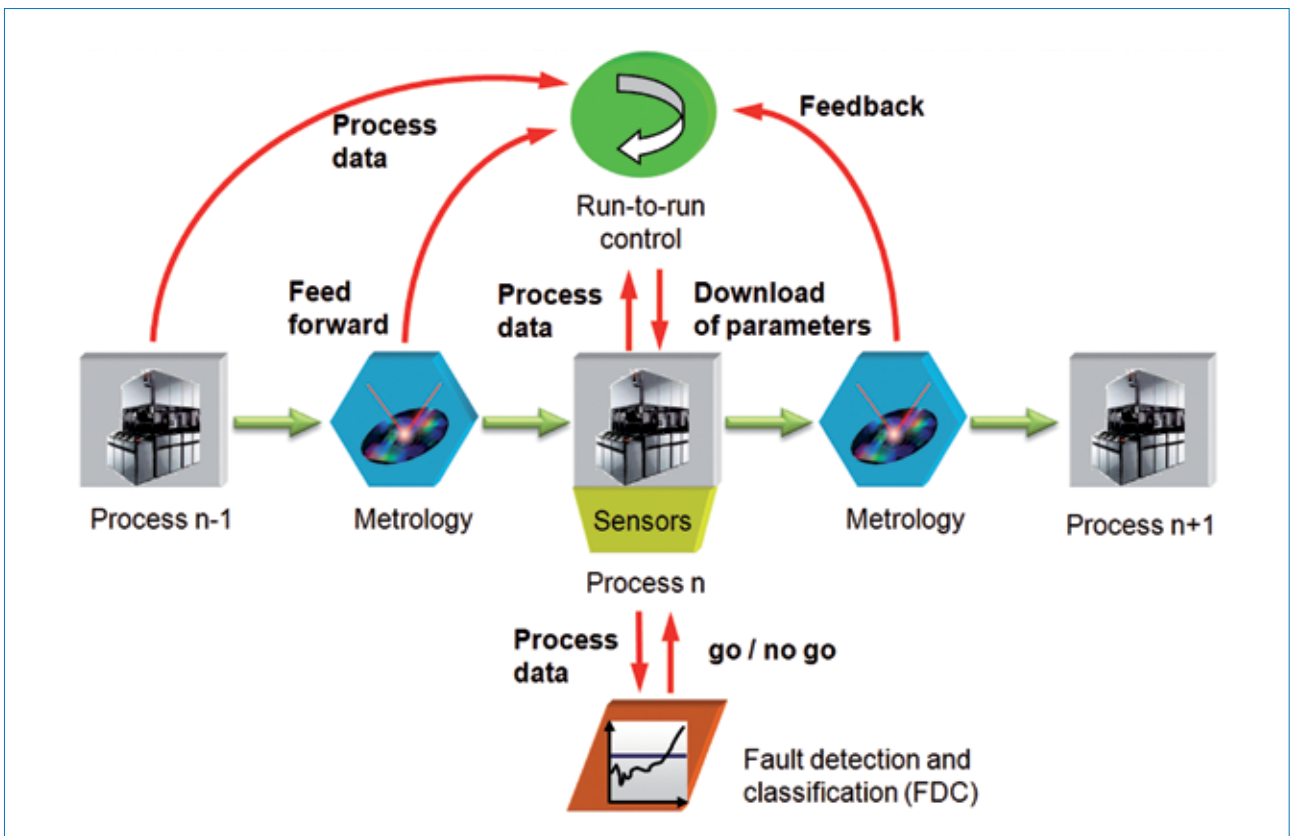 Process
data
Feedback
Run-to-run
control
Feed
forward
Process
data
Download
of parameters
Process n-1
Metrology
Sensors
Metrology
Process n+1
Process n
Process
data
go / no go
Fault detection and
classification (FDC)